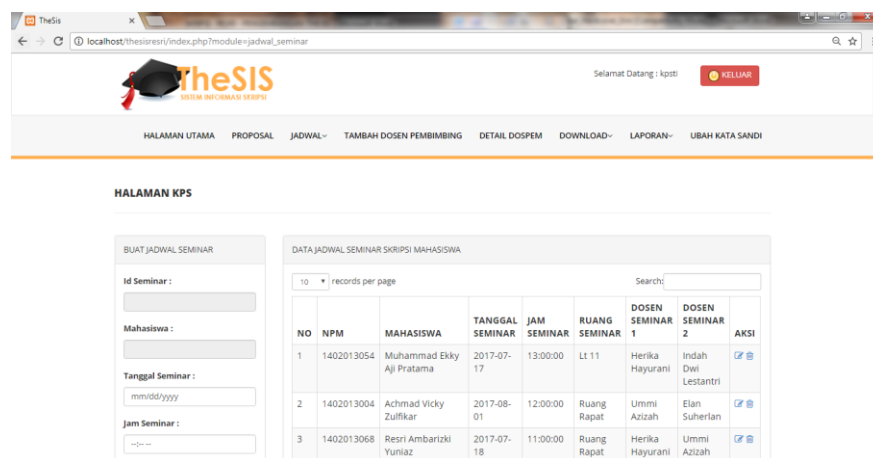 TheSis
localhost/thesisresri/index.php?module=jadwal_seminar
TheSIS
SISTEM INFORMASI SKRIPSI
Selamat Datang : kpsti
KELUAR
HALAMAN UTAMA PROPOSAL JADWAL TAMBAH DOSEN PEMBIMBING DETAIL DOSPEM DOWNLOAD LAPORAN UBAH KATA SANDI
HALAMAN KPS
BUAT JADWAL SEMINAR
Id Seminar :
Mahasiswa :
Tanggal Seminar :
mm/dd/yyyy
Jam Seminar :
--:-- --
DATA JADWAL SEMINAR SKRIPSI MAHASISWA
10 records per page
Search:
NO NPM MAHASISWA TANGGAL SEMINAR JAM SEMINAR RUANG SEMINAR DOSEN SEMINAR 1 DOSEN SEMINAR 2 AKSI
1 1402013054 Muhammad Ekky Aji Pratama 2017-07-17 13:00:00 Lt 11 Herika Hayurani Indah Dwi Lestantri
2 1402013004 Achmad Vicky Zulfikar 2017-08-01 12:00:00 Ruang Rapat Ummi Azizah Elan Suherlan
3 1402013068 Resri Ambarizki Yuniaz 2017-07-18 11:00:00 Ruang Rapat Herika Hayurani Ummi Azizah